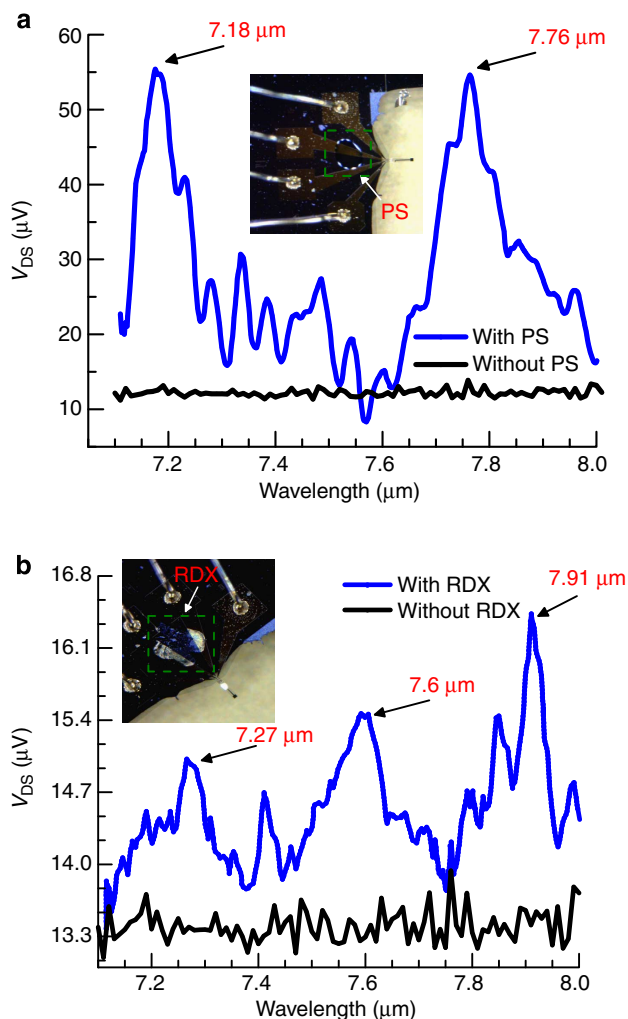 a
60
50
40
30
20
10
V_DS (μV)
7.18 μm
7.76 μm
PS
With PS
Without PS
7.2
7.4
7.6
7.8
8.0
Wavelength (μm)
b
16.8
16.1
15.4
14.7
14.0
13.3
V_DS (μV)
RDX
With RDX
Without RDX
7.91 μm
7.6 μm
7.27 μm
7.2
7.4
7.6
7.8
8.0
Wavelength (μm)